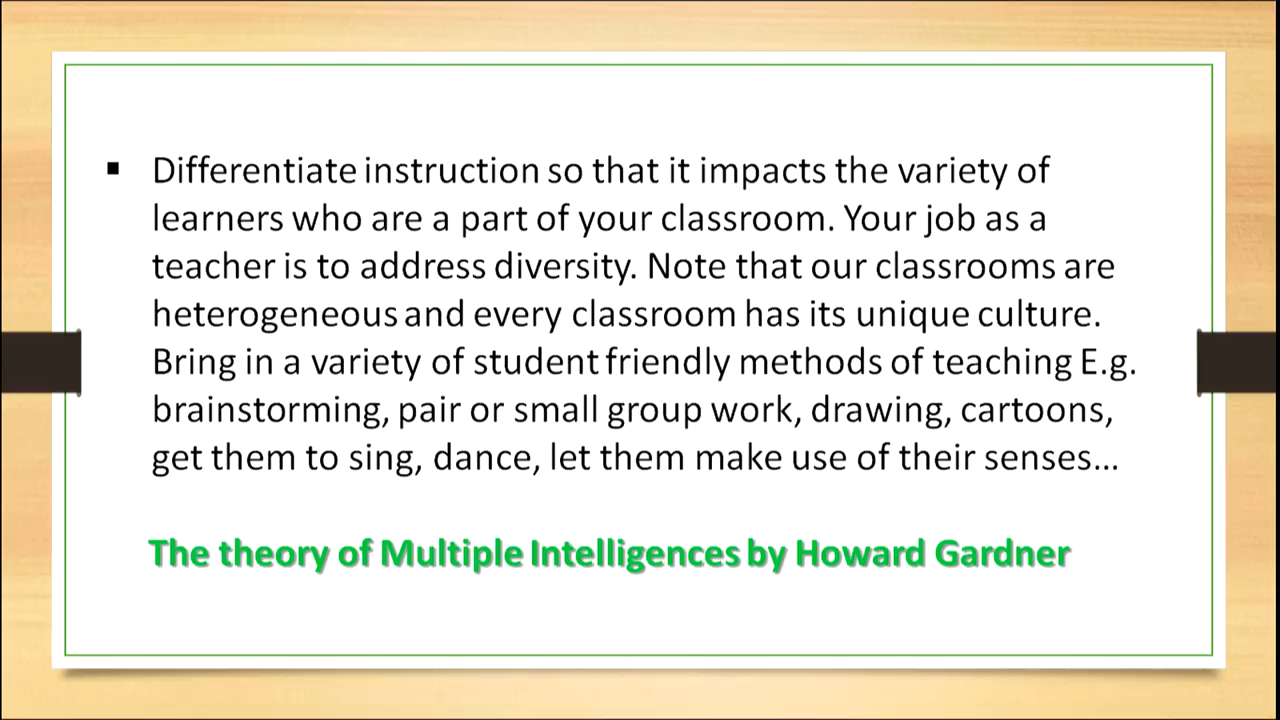 ▪ Differentiate instruction so that it impacts the variety of
learners who are a part of your classroom. Your job as a
teacher is to address diversity. Note that our classrooms are
heterogeneous and every classroom has its unique culture.
Bring in a variety of student friendly methods of teaching E.g.
brainstorming, pair or small group work, drawing, cartoons,
get them to sing, dance, let them make use of their senses...
The theory of Multiple Intelligences by Howard Gardner